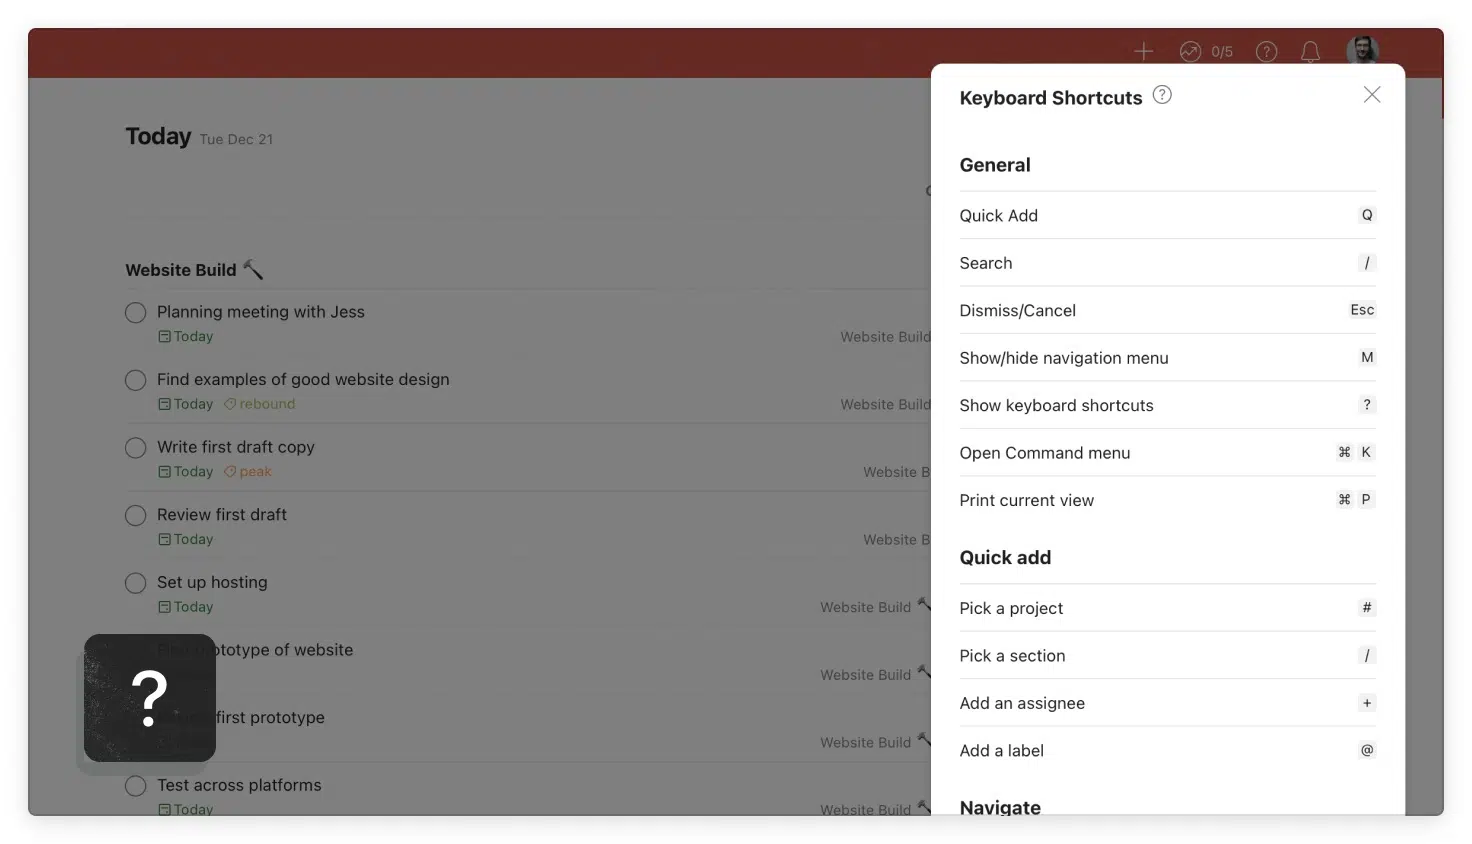 0/5
Today Tue Dec 21
Website Build
Planning meeting with Jess
Today
Website Build
Find examples of good website design
Today rebound
Website Build
Write first draft copy
Today peak
Website B
Review first draft
Today
Website B
Set up hosting
Today
Website Build
prototype of website
Website Build
first prototype
Website Build
Test across platforms
Today
Website Build
?
Keyboard Shortcuts ?
General
Quick Add Q
Search /
Dismiss/Cancel Esc
Show/hide navigation menu M
Show keyboard shortcuts ?
Open Command menu ⌘ K
Print current view ⌘ P
Quick add
Pick a project #
Pick a section /
Add an assignee +
Add a label @
Navigate